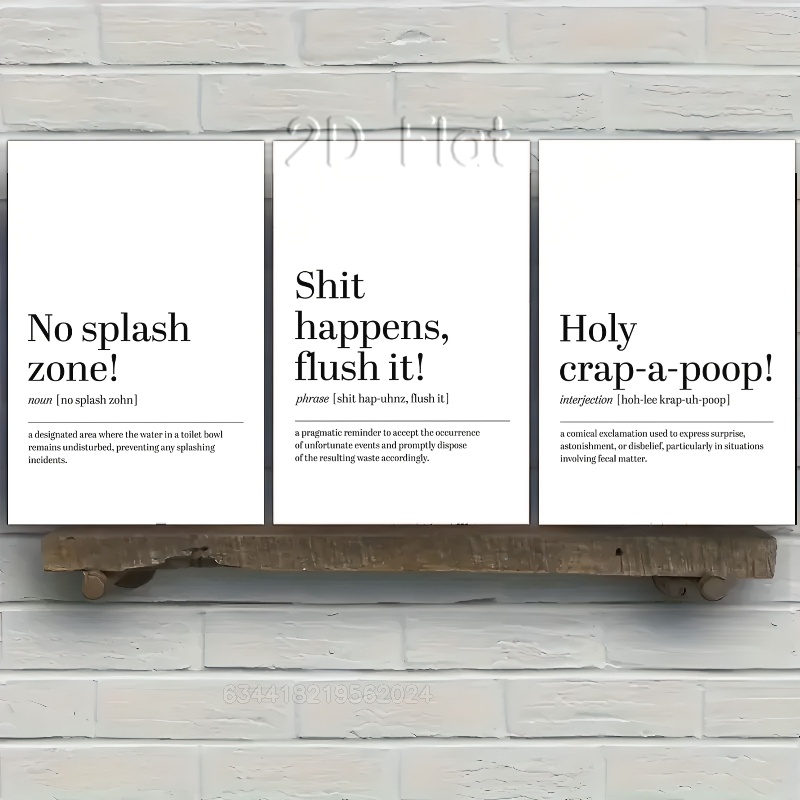 2D Flat
No splash
zone!
noun [no splash zohn]
a designated area where the water in a toilet bowl
remains undisturbed, preventing any splashing
incidents.
Shit
happens,
flush it!
phrase [shit hap-uhnz, flush it]
a pragmatic reminder to accept the occurrence
of unfortunate events and promptly dispose
of the resulting waste accordingly.
Holy
crap-a-poop!
interjection [hoh-lee krap-uh-poop]
a comical exclamation used to express surprise,
astonishment, or disbelief, particularly in situations
involving fecal matter.
634418219562024